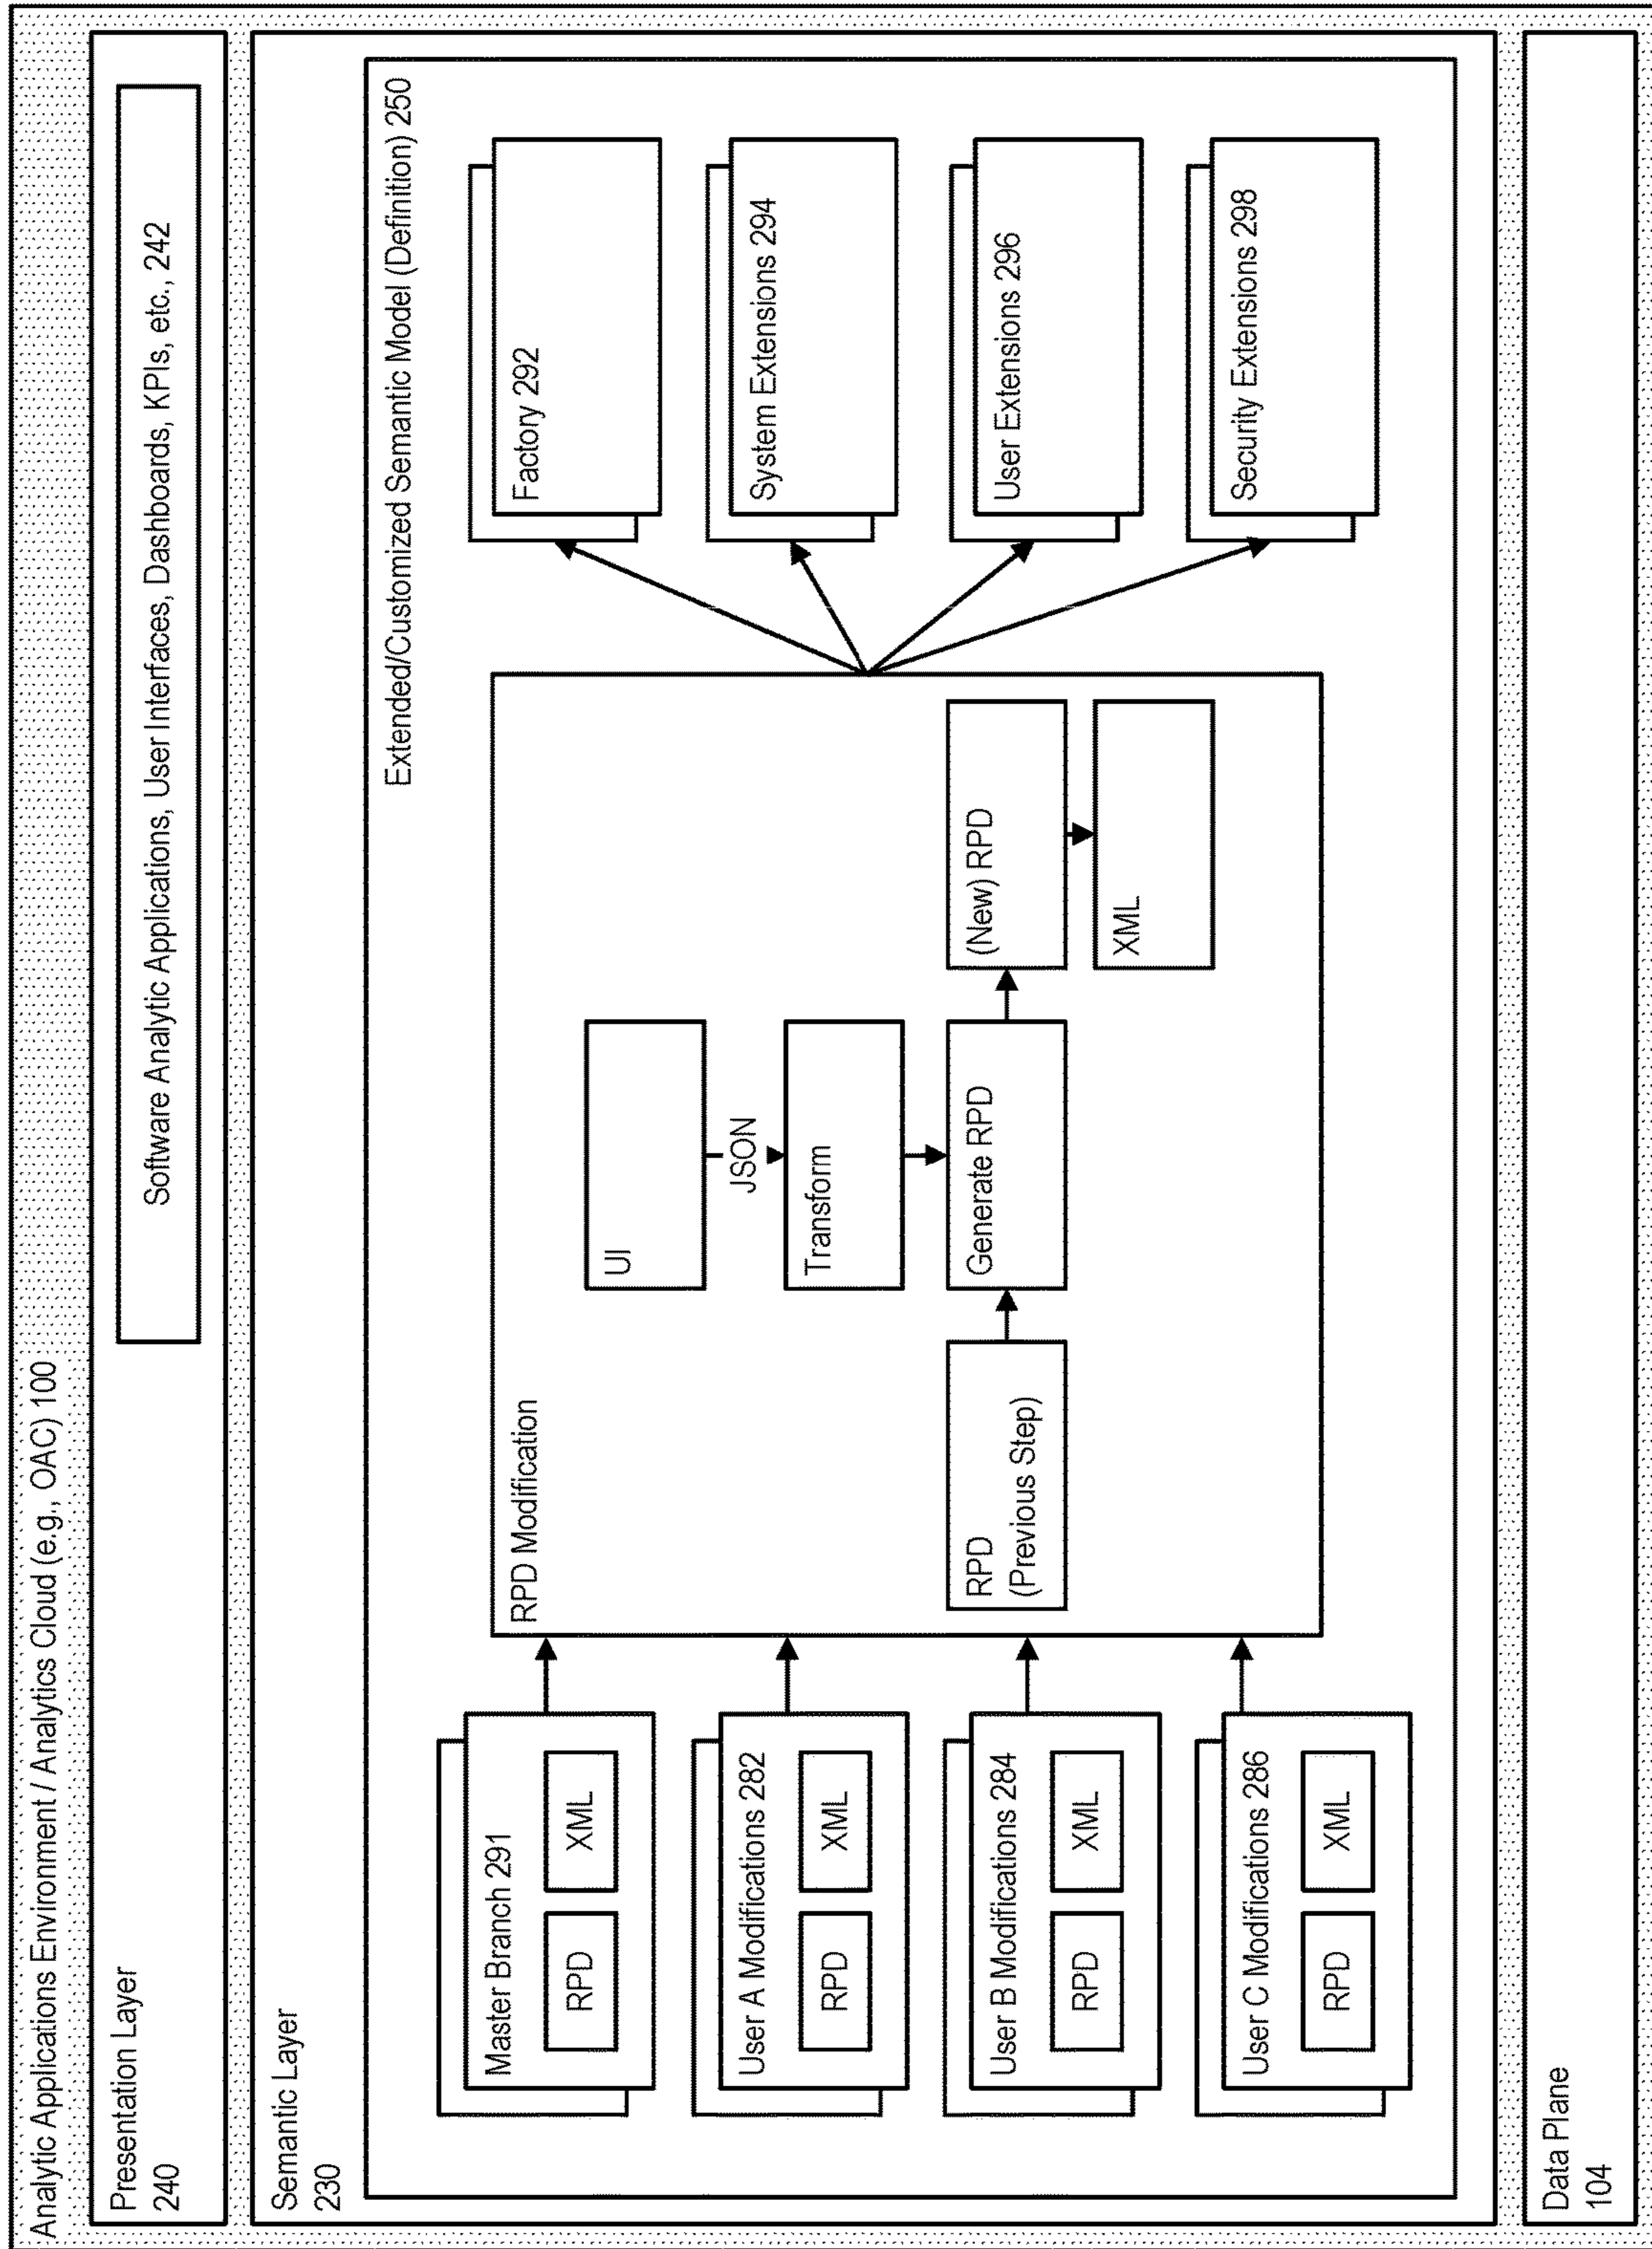 Analytic Applications Environment / Analytics Cloud (e.g., OAC) 100
Presentation Layer
240
Software Analytic Applications, User Interfaces, Dashboards, KPIs, etc., 242
Semantic Layer
230
Extended/Customized Semantic Model (Definition) 250
Master Branch 291
RPD
XML
User A Modifications 282
RPD
XML
User B Modifications 284
RPD
XML
User C Modifications 286
RPD
XML
RPD Modification
UI
JSON
Transform
RPD
(Previous Step)
Generate RPD
(New) RPD
XML
Factory 292
System Extensions 294
User Extensions 296
Security Extensions 298
Data Plane
104